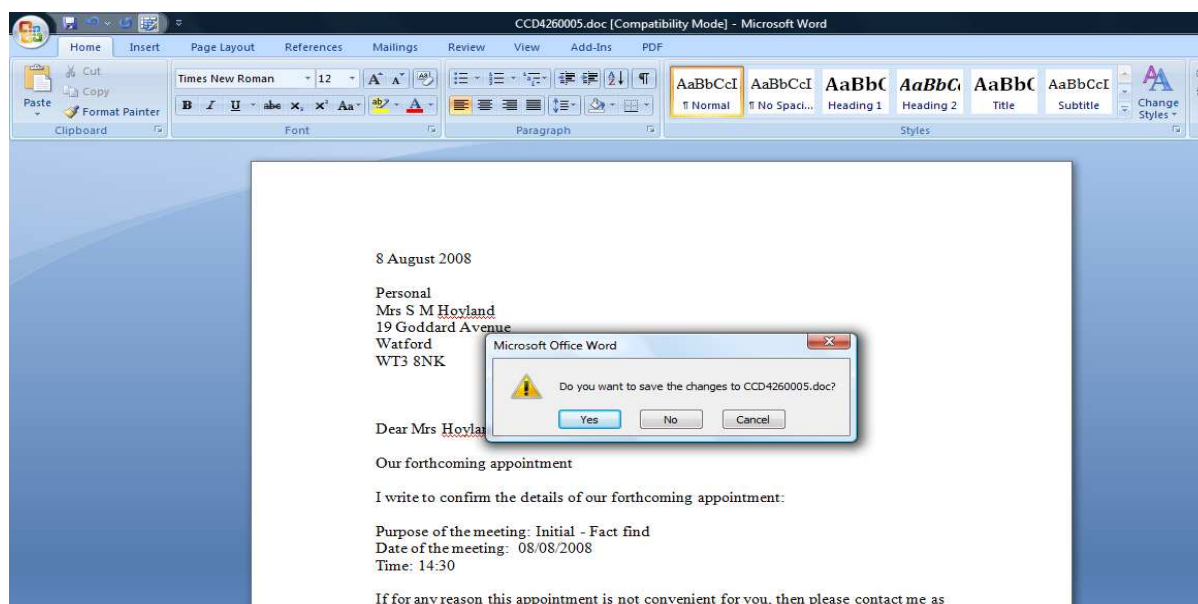 CCD4260005.doc [Compatibility Mode] - Microsoft Word
Home Insert Page Layout References Mailings Review View Add-Ins PDF
Cut
Copy
Format Painter
Paste
Clipboard
Times New Roman 12
B I U abc x₂ x² Aa
Font
Paragraph
AaBbCcI AaBbCcI AaBbC AaBbC AaBbC AaBbCcI
¶ Normal ¶ No Spaci... Heading 1 Heading 2 Title Subtitle
Change
Styles
Styles
8 August 2008
Personal
Mrs S M Hoyland
19 Goddard Avenue
Watford
WT3 8NK
Microsoft Office Word
Do you want to save the changes to CCD4260005.doc?
Yes No Cancel
Dear Mrs
Our forthcoming appointment
I write to confirm the details of our forthcoming appointment:
Purpose of the meeting: Initial - Fact find
Date of the meeting: 08/08/2008
Time: 14:30
If for any reason this appointment is not convenient for you, then please contact me as